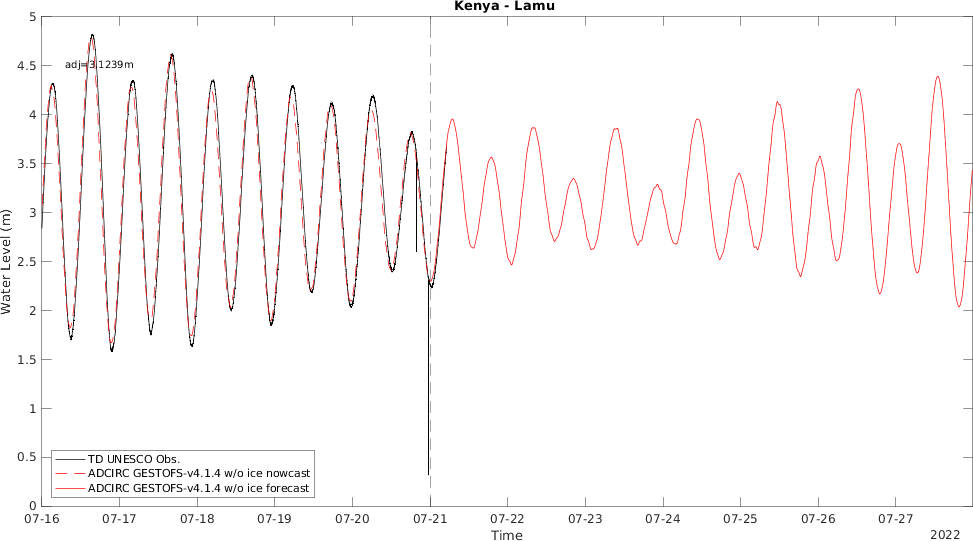 Kenya - Lamu
adj=3.1239m
Water Level (m)
5
4.5
4
3.5
3
2.5
2
1.5
1
0.5
0
TD UNESCO Obs.
ADCIRC GESTOFS-v4.1.4 w/o ice nowcast
ADCIRC GESTOFS-v4.1.4 w/o ice forecast
07-16 07-17 07-18 07-19 07-20 07-21 07-22 07-23 07-24 07-25 07-26 07-27
Time
2022